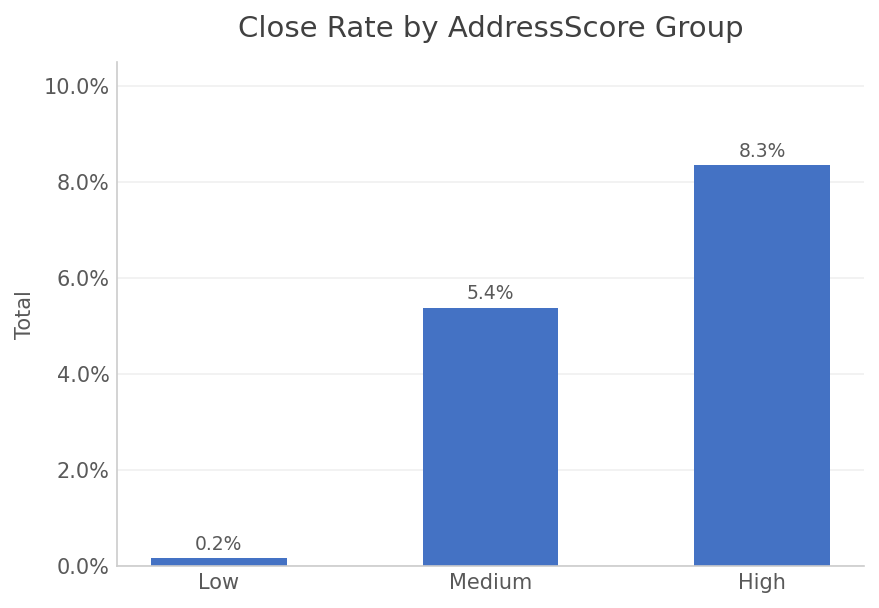 Close Rate by AddressScore Group
10.0%
8.0%
6.0%
4.0%
2.0%
0.0%
Total
0.2%
5.4%
8.3%
Low
Medium
High